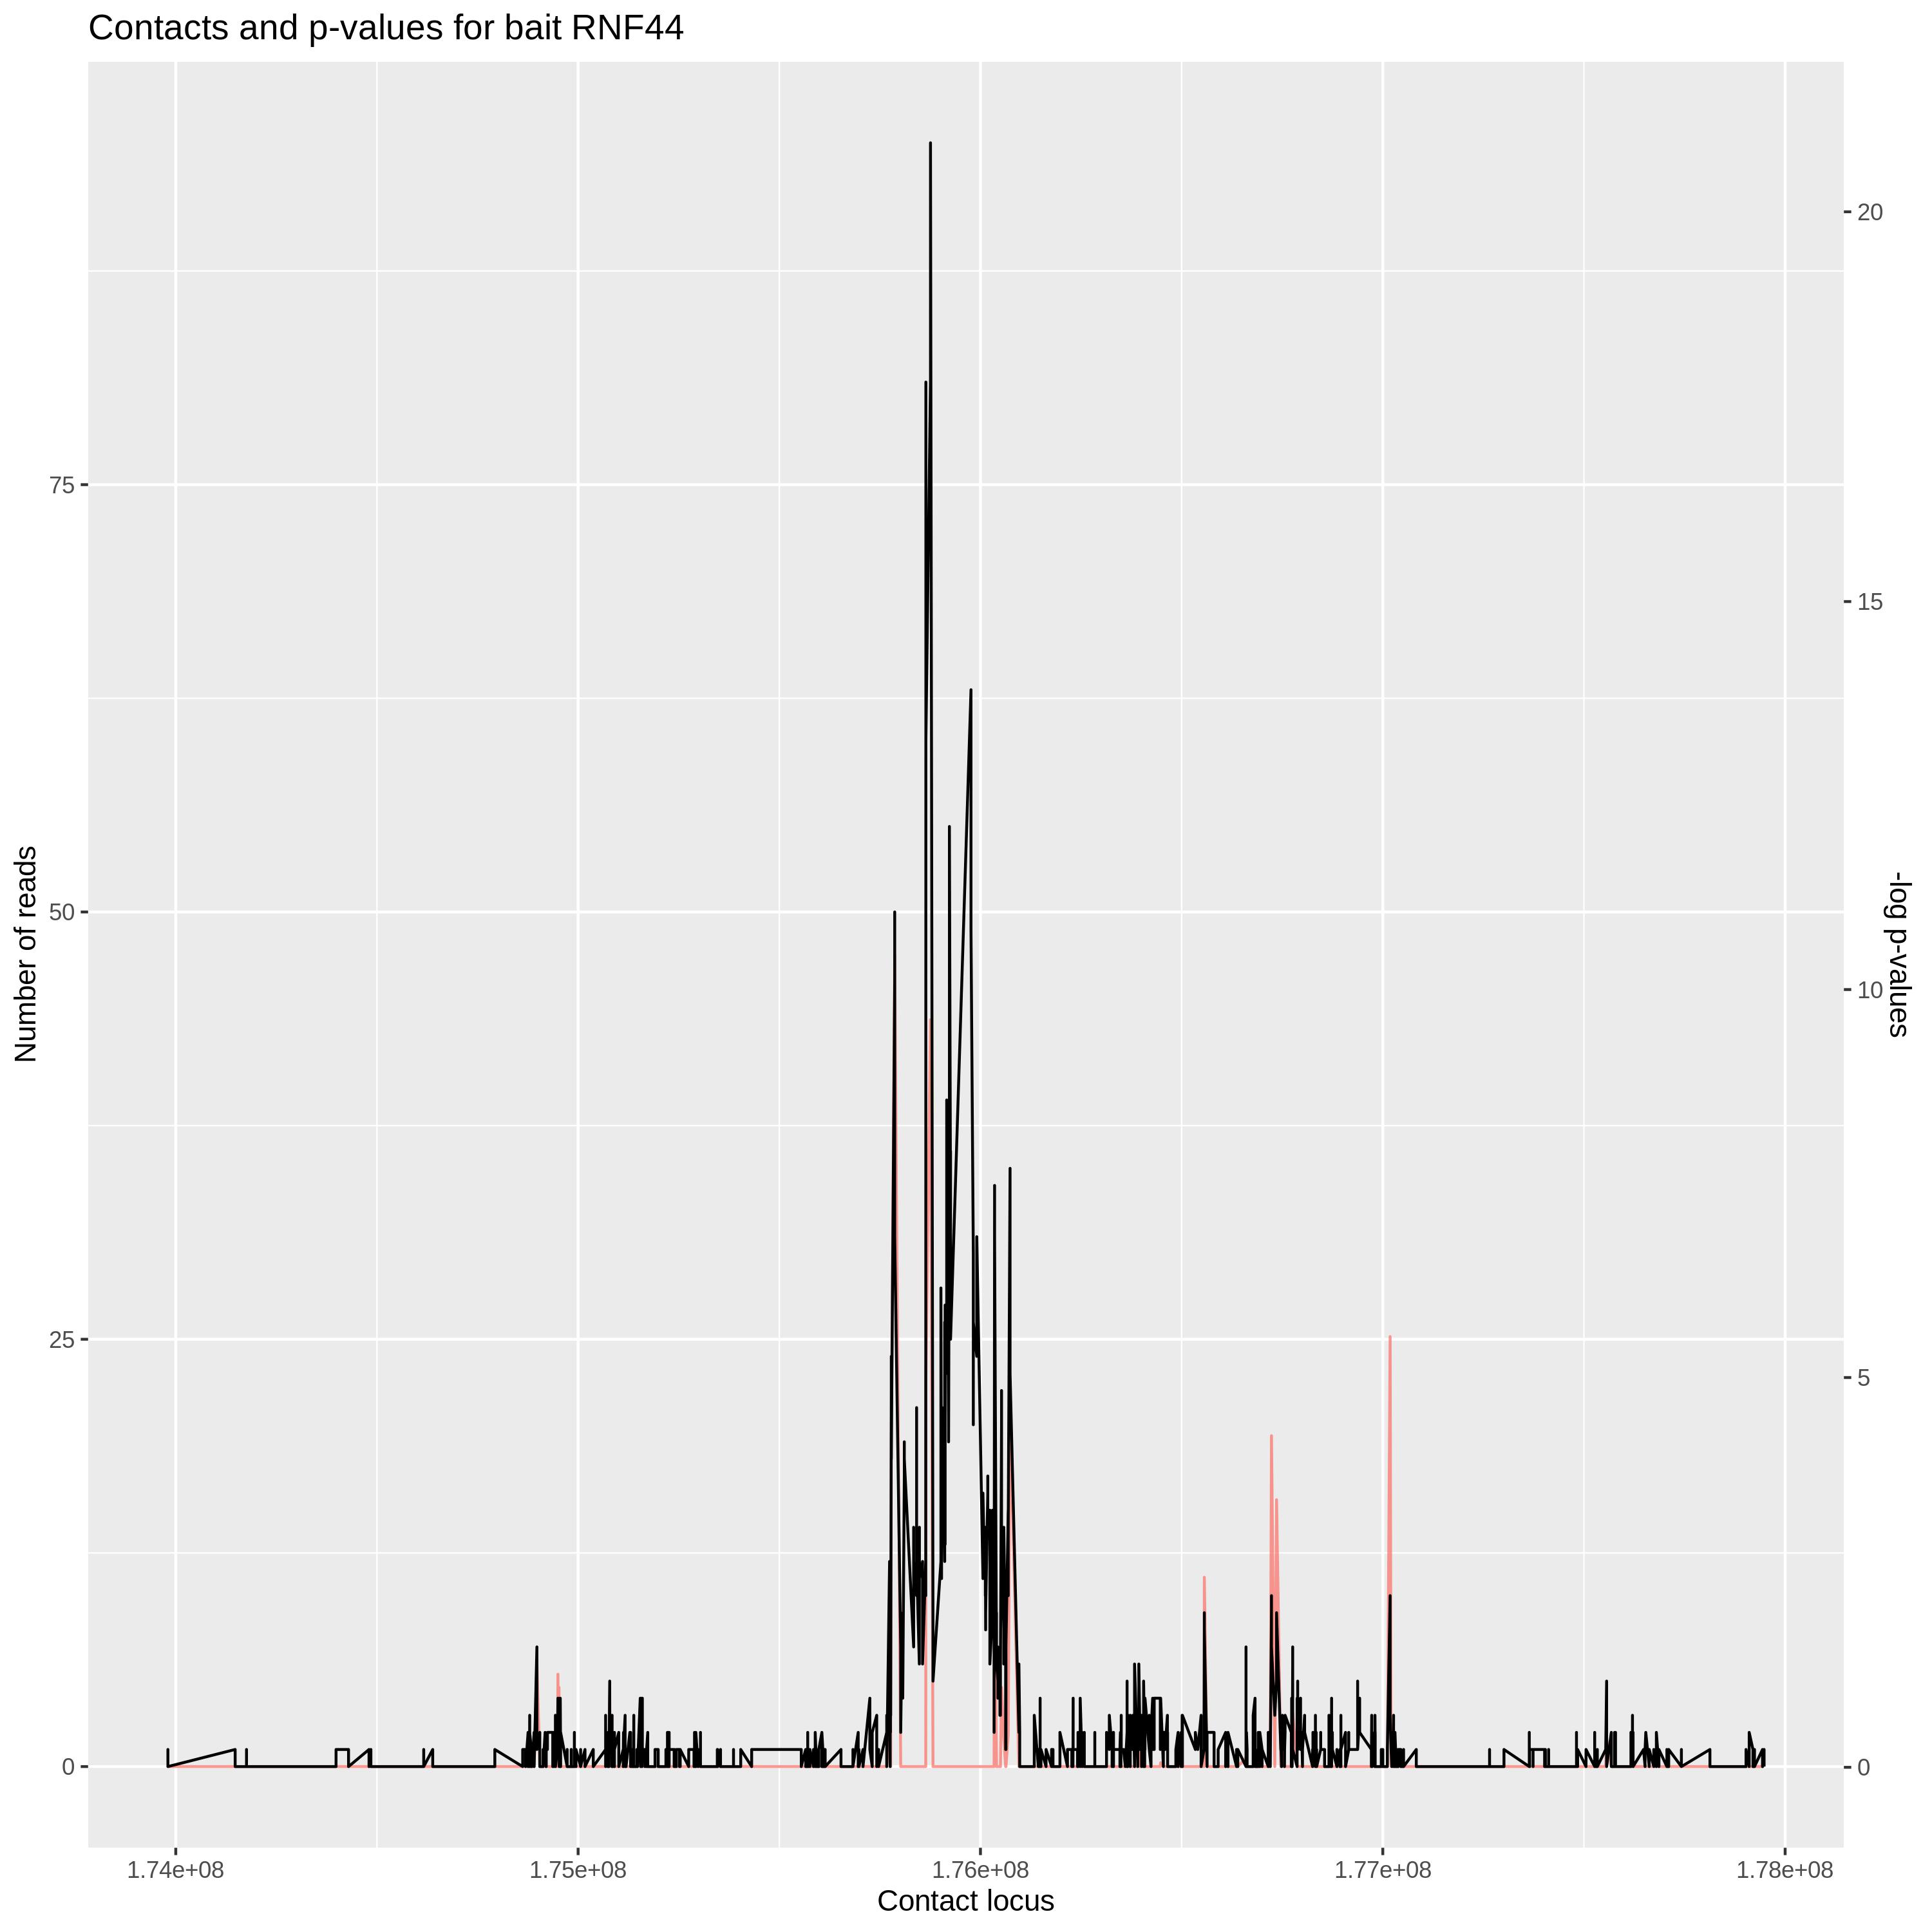 Contacts and p-values for bait RNF44
Number of reads
75
50
25
0
20
15
10
5
0
-log p-values
1.74e+08
1.75e+08
1.76e+08
1.77e+08
1.78e+08
Contact locus